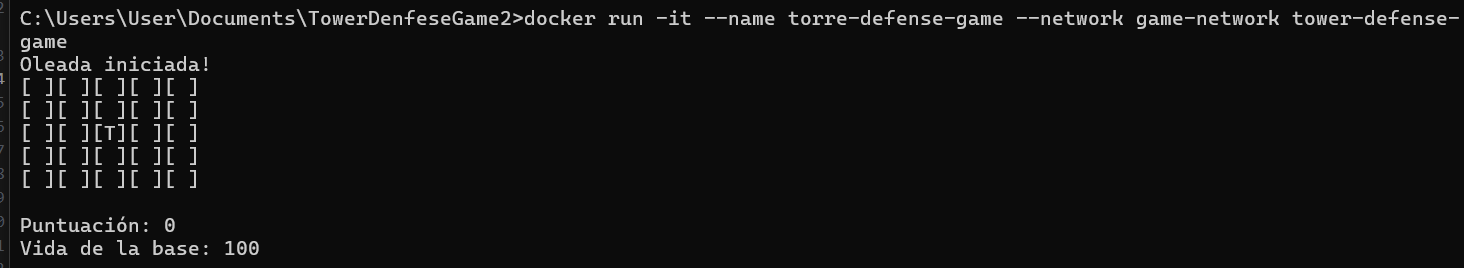 C:\Users\User\Documents\TowerDenfeseGame2>docker run -it --name torre-defense-game --network game-network tower-defense-
game
Oleada iniciada!
[ ][ ][ ][ ][ ]
[ ][ ][ ][ ][ ]
[ ][ ][T][ ][ ]
[ ][ ][ ][ ][ ]
[ ][ ][ ][ ][ ]
Puntuación: 0
Vida de la base: 100